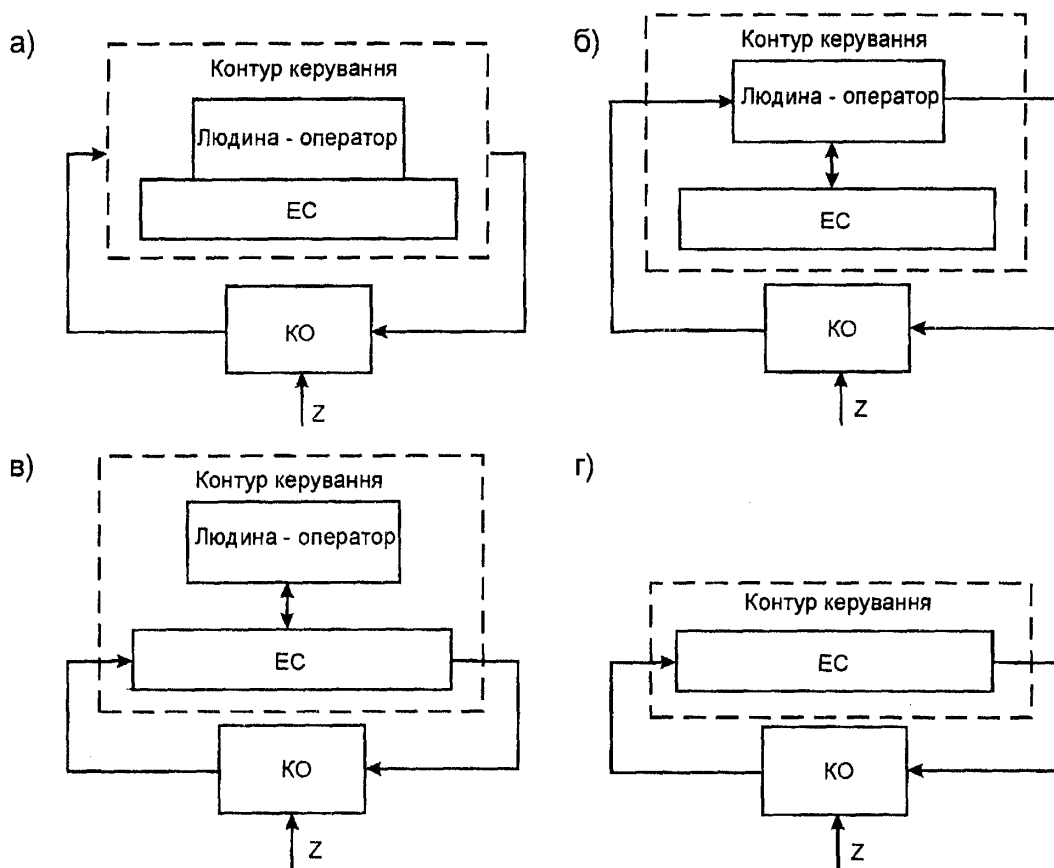 а)
Контур керування
Людина - оператор
ЕС
КО
Z
б)
Контур керування
Людина - оператор
ЕС
КО
Z
в)
Контур керування
Людина - оператор
ЕС
КО
Z
г)
Контур керування
ЕС
КО
Z